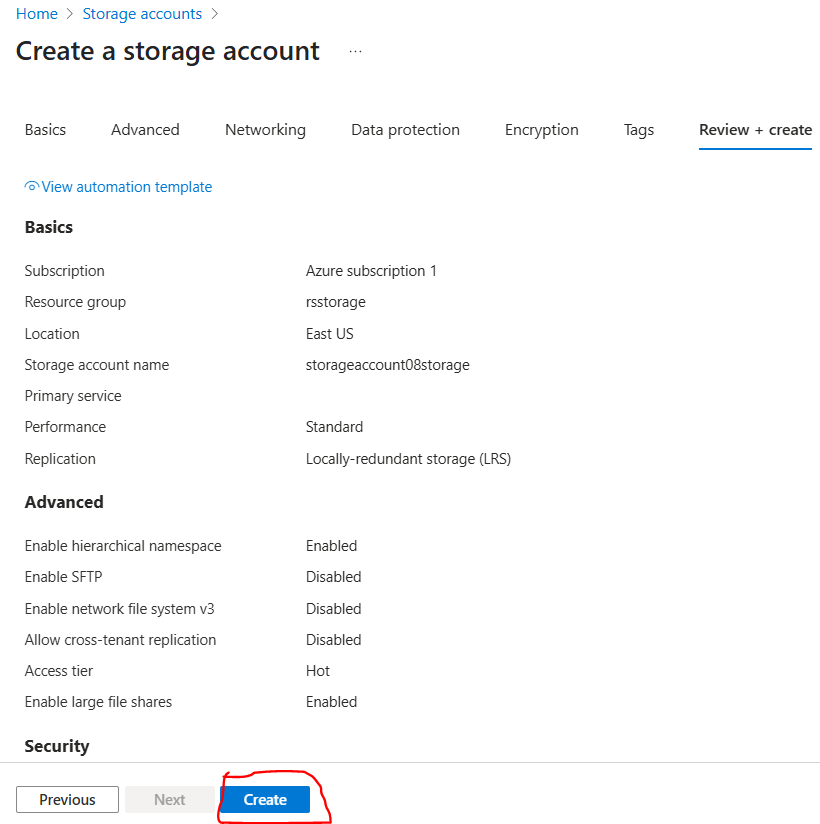 Home > Storage accounts >
Create a storage account ...
Basics Advanced Networking Data protection Encryption Tags Review + create
View automation template
Basics
Subscription Azure subscription 1
Resource group rsstorage
Location East US
Storage account name storageaccount08storage
Primary service
Performance Standard
Replication Locally-redundant storage (LRS)
Advanced
Enable hierarchical namespace Enabled
Enable SFTP Disabled
Enable network file system v3 Disabled
Allow cross-tenant replication Disabled
Access tier Hot
Enable large file shares Enabled
Security
Previous Next Create